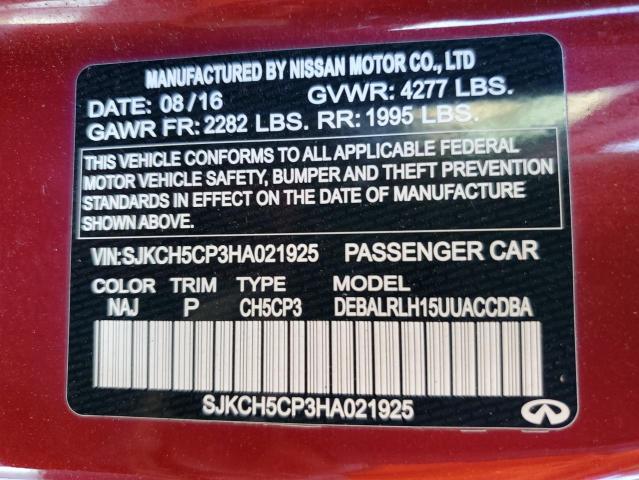 MANUFACTURED BY NISSAN MOTOR CO., LTD
DATE: 08/16 GVWR: 4277 LBS.
GAWR FR: 2282 LBS. RR: 1995 LBS.
THIS VEHICLE CONFORMS TO ALL APPLICABLE FEDERAL
MOTOR VEHICLE SAFETY, BUMPER AND THEFT PREVENTION
STANDARDS IN EFFECT ON THE DATE OF MANUFACTURE
SHOWN ABOVE.
VIN:SJKCH5CP3HA021925 PASSENGER CAR
COLOR TRIM TYPE MODEL
NAJ P CH5CP3 DEBALRLH15UUACCDBA
SJKCH5CP3HA021925